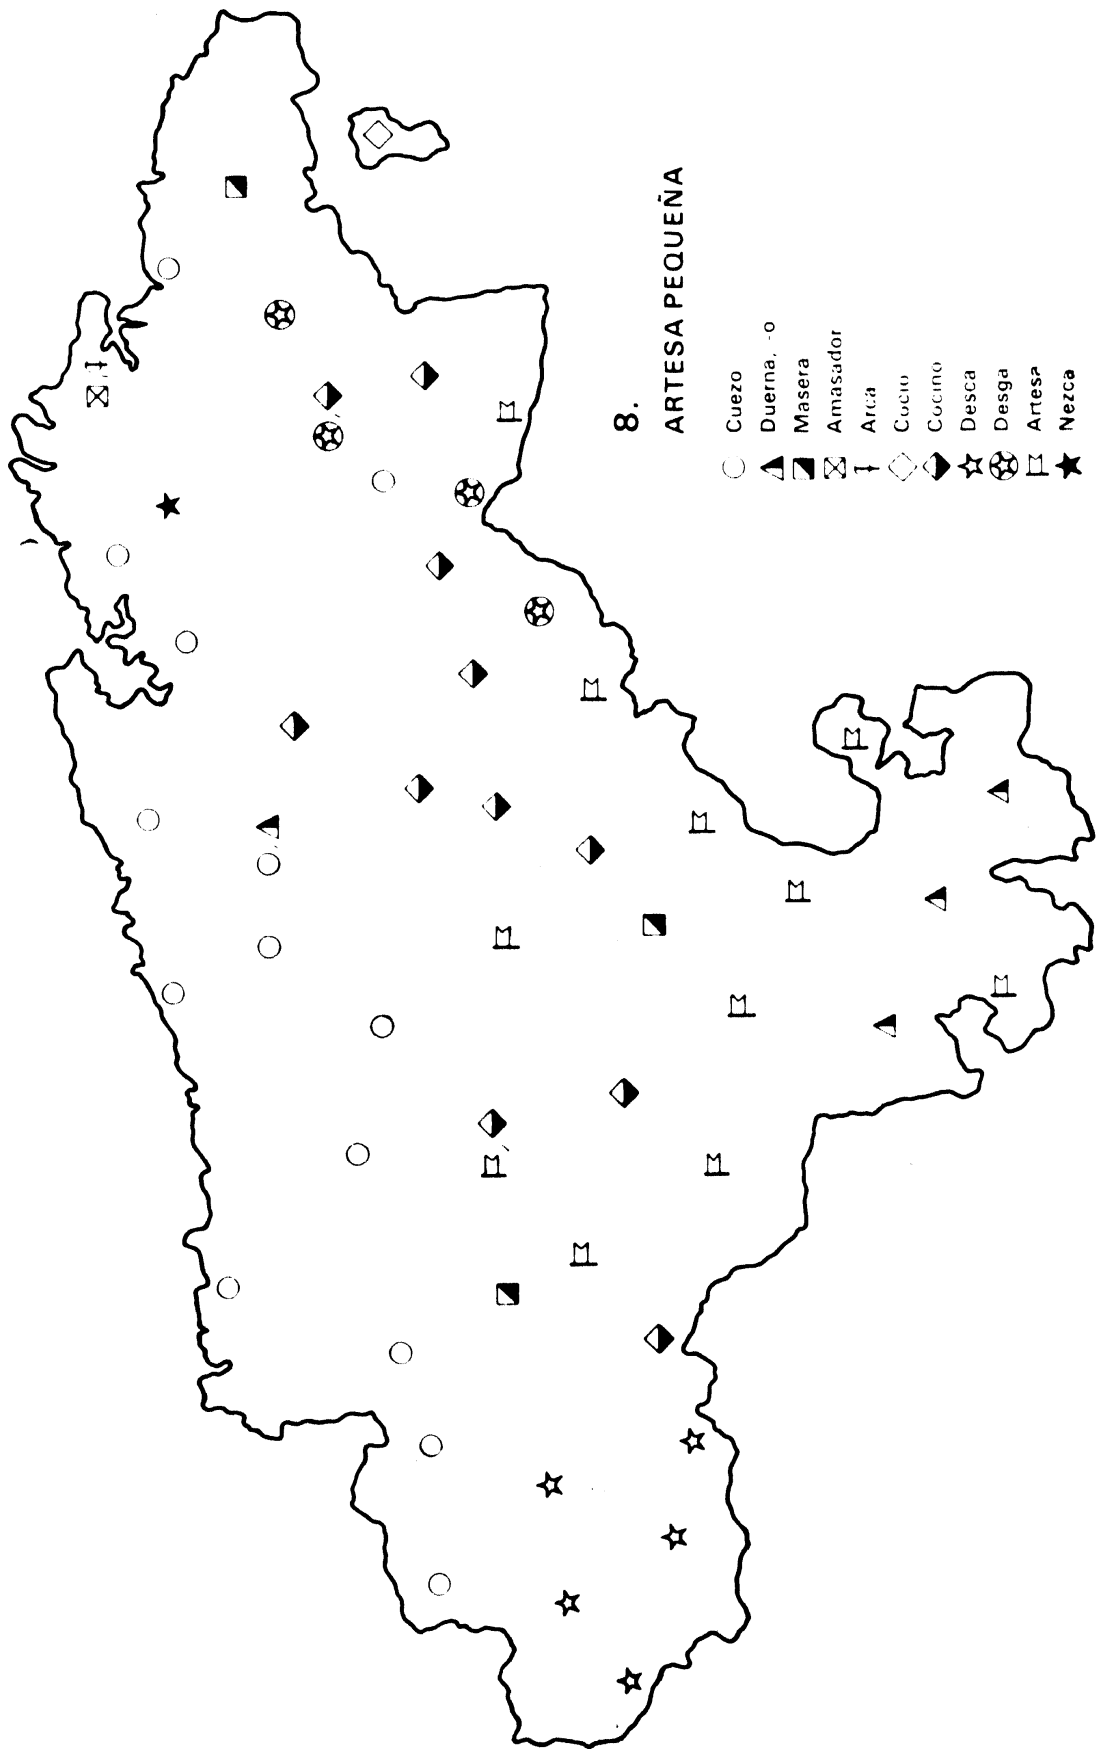 8.
ARTESA PEQUEÑA
Cuezo
Duerna, -o
Masera
Amasador
Arca
Cocio
Cocino
Desca
Desga
Artesa
Nezca